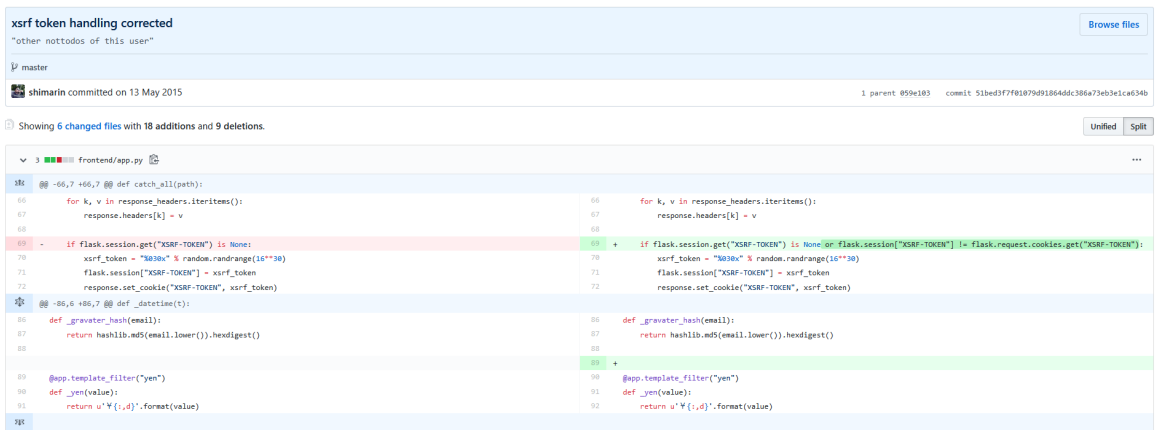 xsrf token handling corrected
Browse files
"other nottodos of this user"
master
shimarin committed on 13 May 2015
1 parent 059e103 commit 51bed3f7f01079d91864ddc386a73eb3e1ca634b
Showing 6 changed files with 18 additions and 9 deletions.
Unified Split
3 frontend/app.py
@@ -66,7 +66,7 @@ def catch_all(path):
66 for k, v in response_headers.iteritems():
66 for k, v in response_headers.iteritems():
67 response.headers[k] = v
67 response.headers[k] = v
68
68
69 - if flask.session.get("XSRF-TOKEN") is None:
69 + if flask.session.get("XSRF-TOKEN") is None or flask.session["XSRF-TOKEN"] != flask.request.cookies.get("XSRF-TOKEN"):
70 xsrf_token = "%030x" % random.randrange(16**30)
70 xsrf_token = "%030x" % random.randrange(16**30)
71 flask.session["XSRF-TOKEN"] = xsrf_token
71 flask.session["XSRF-TOKEN"] = xsrf_token
72 response.set_cookie("XSRF-TOKEN", xsrf_token)
72 response.set_cookie("XSRF-TOKEN", xsrf_token)
@@ -86,6 +86,7 @@ def _datetime(t):
86 def _gravater_hash(email):
86 def _gravater_hash(email):
87 return hashlib.md5(email.lower()).hexdigest()
87 return hashlib.md5(email.lower()).hexdigest()
88
88
89 +
89 @app.template_filter("yen")
90 @app.template_filter("yen")
90 def _yen(value):
91 def _yen(value):
91 return u'¥{:,d}'.format(value)
92 return u'¥{:,d}'.format(value)